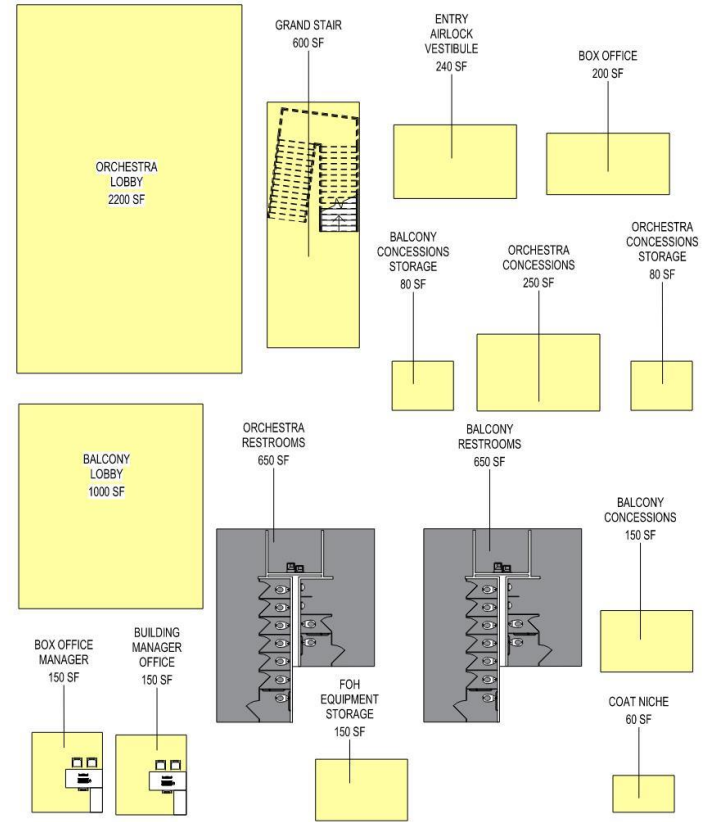 GRAND STAIR
600 SF
ENTRY
AIRLOCK
VESTIBULE
240 SF
BOX OFFICE
200 SF
ORCHESTRA
LOBBY
2200 SF
BALCONY
CONCESSIONS
STORAGE
80 SF
ORCHESTRA
CONCESSIONS
250 SF
ORCHESTRA
CONCESSIONS
STORAGE
80 SF
BALCONY
LOBBY
1000 SF
ORCHESTRA
RESTROOMS
650 SF
BALCONY
RESTROOMS
650 SF
BALCONY
CONCESSIONS
150 SF
BOX OFFICE
MANAGER
150 SF
BUILDING
MANAGER
OFFICE
150 SF
FOH
EQUIPMENT
STORAGE
150 SF
COAT NICHE
60 SF